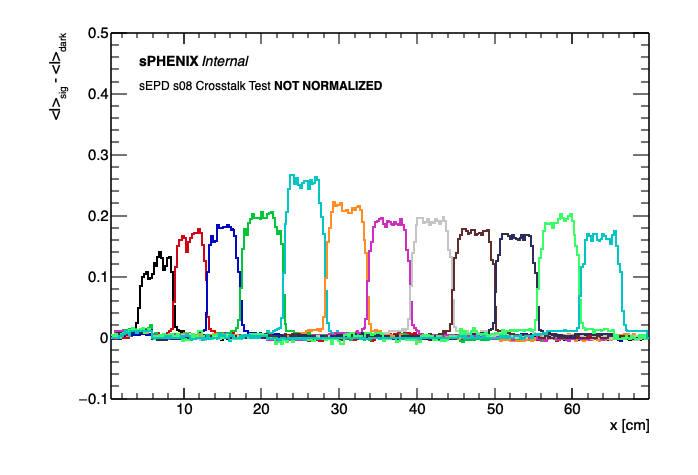 <I>sig - <I>dark
0.5
sPHENIX Internal
sEPD s08 Crosstalk Test NOT NORMALIZED
0.4
0.3
0.2
0.1
0
−0.1
10 20 30 40 50 60
x [cm]